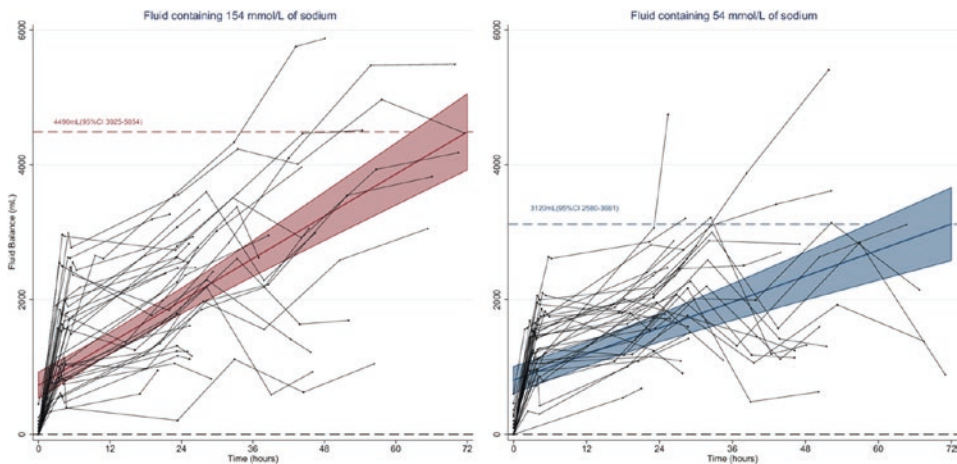 Fluid containing 154 mmol/L of sodium
6000
4490mL(95%CI 3925-5054)
4000
Fluid Balance (mL)
2000
0
0 12 24 36 48 60 72
Time (hours)
Fluid containing 54 mmol/L of sodium
6000
3120mL(95%CI 2580-3661)
4000
2000
0
0 12 24 36 48 60 72
Time (hours)